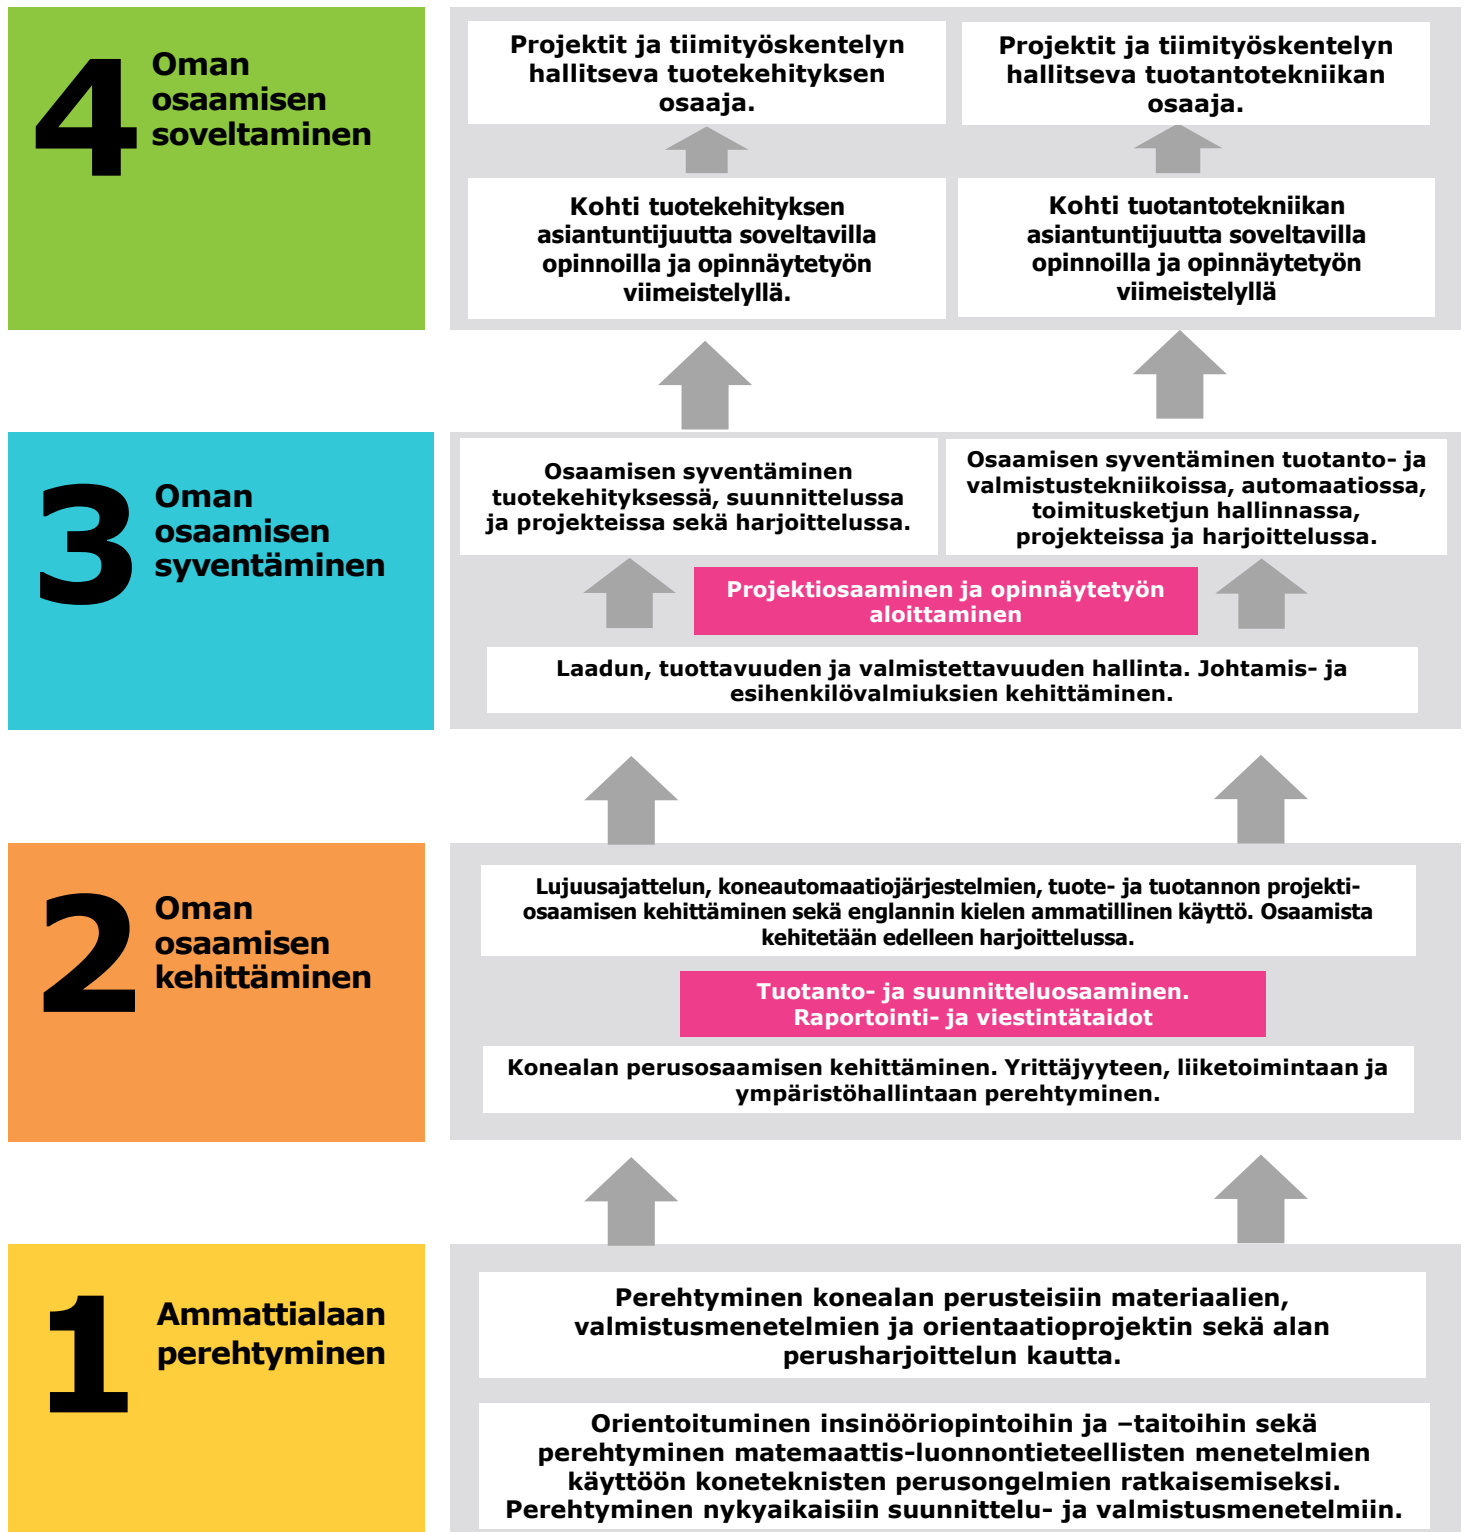 4
Oman
osaamisen
soveltaminen
Projektit ja tiimityöskentelyn
hallitseva tuotekehityksen
osaaja.
Projektit ja tiimityöskentelyn
hallitseva tuotantotekniikan
osaaja.
Kohti tuotekehityksen
asiantuntijuutta soveltavilla
opinnoilla ja opinnäytetyön
viimeistelyllä.
Kohti tuotantotekniikan
asiantuntijuutta soveltavilla
opinnoilla ja opinnäytetyön
viimeistelyllä
3
Oman
osaamisen
syventäminen
Osaamisen syventäminen
tuotekehityksessä, suunnittelussa
ja projekteissa sekä harjoittelussa.
Osaamisen syventäminen tuotanto- ja
valmistustekniikoissa, automaatiossa,
toimitusketjun hallinnassa,
projekteissa ja harjoittelussa.
Projektiosaaminen ja opinnäytetyön
aloittaminen
Laadun, tuottavuuden ja valmistettavuuden hallinta. Johtamis- ja
esihenkilövalmiuksien kehittäminen.
2
Oman
osaamisen
kehittäminen
Lujuusajattelun, koneautomaatiojärjestelmien, tuote- ja tuotannon projekti-
osaamisen kehittäminen sekä englannin kielen ammatillinen käyttö. Osaamista
kehitetään edelleen harjoittelussa.
Tuotanto- ja suunnitteluosaaminen.
Raportointi- ja viestintätaidot
Konealan perusosaamisen kehittäminen. Yrittäjyyteen, liiketoimintaan ja
ympäristöhallintaan perehtyminen.
1
Ammattialaan
perehtyminen
Perehtyminen konealan perusteisiin materiaalien,
valmistusmenetelmien ja orientaatioprojektin sekä alan
perusharjoittelun kautta.
Orientoituminen insinööriopintoihin ja –taitoihin sekä
perehtyminen matemaattis-luonnontieteellisten menetelmien
käyttöön koneteknisten perusongelmien ratkaisemiseksi.
Perehtyminen nykyaikaisiin suunnittelu- ja valmistusmenetelmiin.